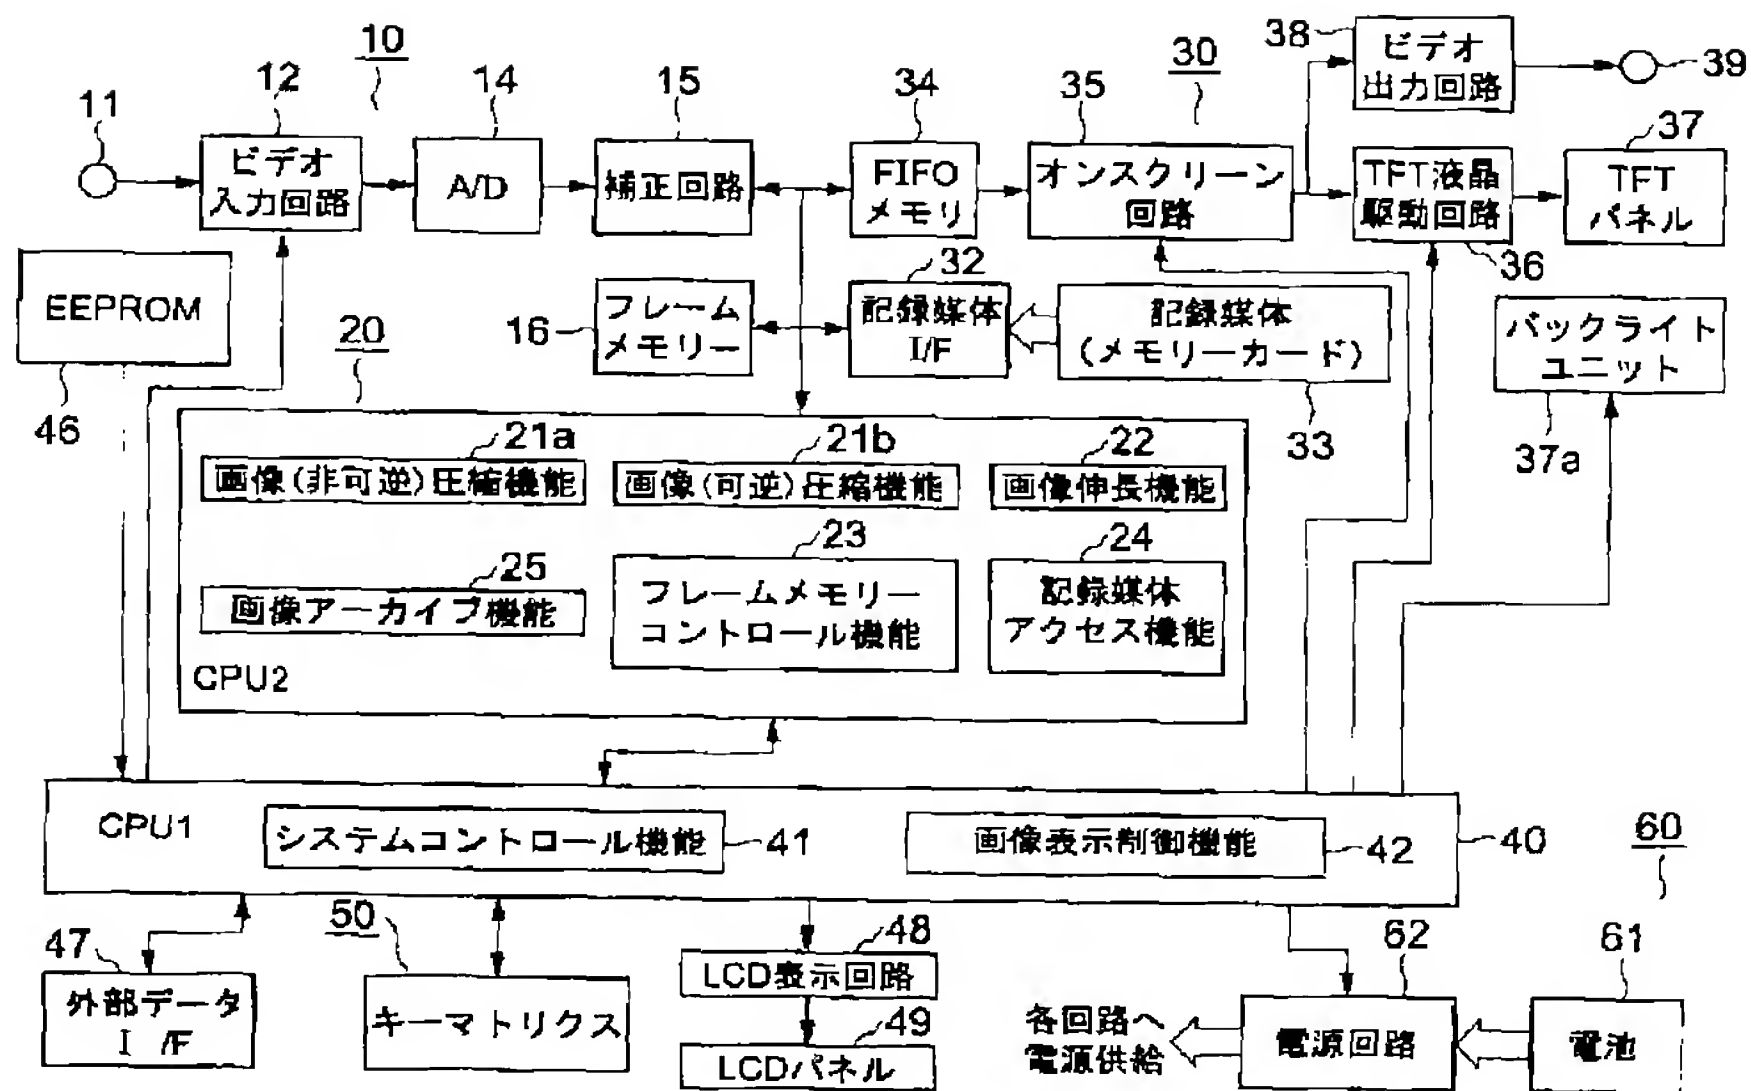 10
30
38
ビデオ
出力回路
39
11
12
ビデオ
入力回路
14
A/D
15
補正回路
34
FIFO
メモリ
35
オンスクリーン
回路
TFT液晶
駆動回路
36
37
TFT
パネル
EEPROM
46
20
16
フレーム
メモリー
32
記録媒体
I/F
記録媒体
(メモリーカード)
33
バックライト
ユニット
37a
21a
画像(非可逆)圧縮機能
21b
画像(可逆)圧縮機能
22
画像伸長機能
25
画像アーカイブ機能
23
フレームメモリー
コントロール機能
24
記録媒体
アクセス機能
CPU2
CPU1
システムコントロール機能
41
画像表示制御機能
42
40
60
47
外部データ
I/F
50
キーマトリクス
48
LCD表示回路
49
LCDパネル
各回路へ
電源供給
62
電源回路
61
電池